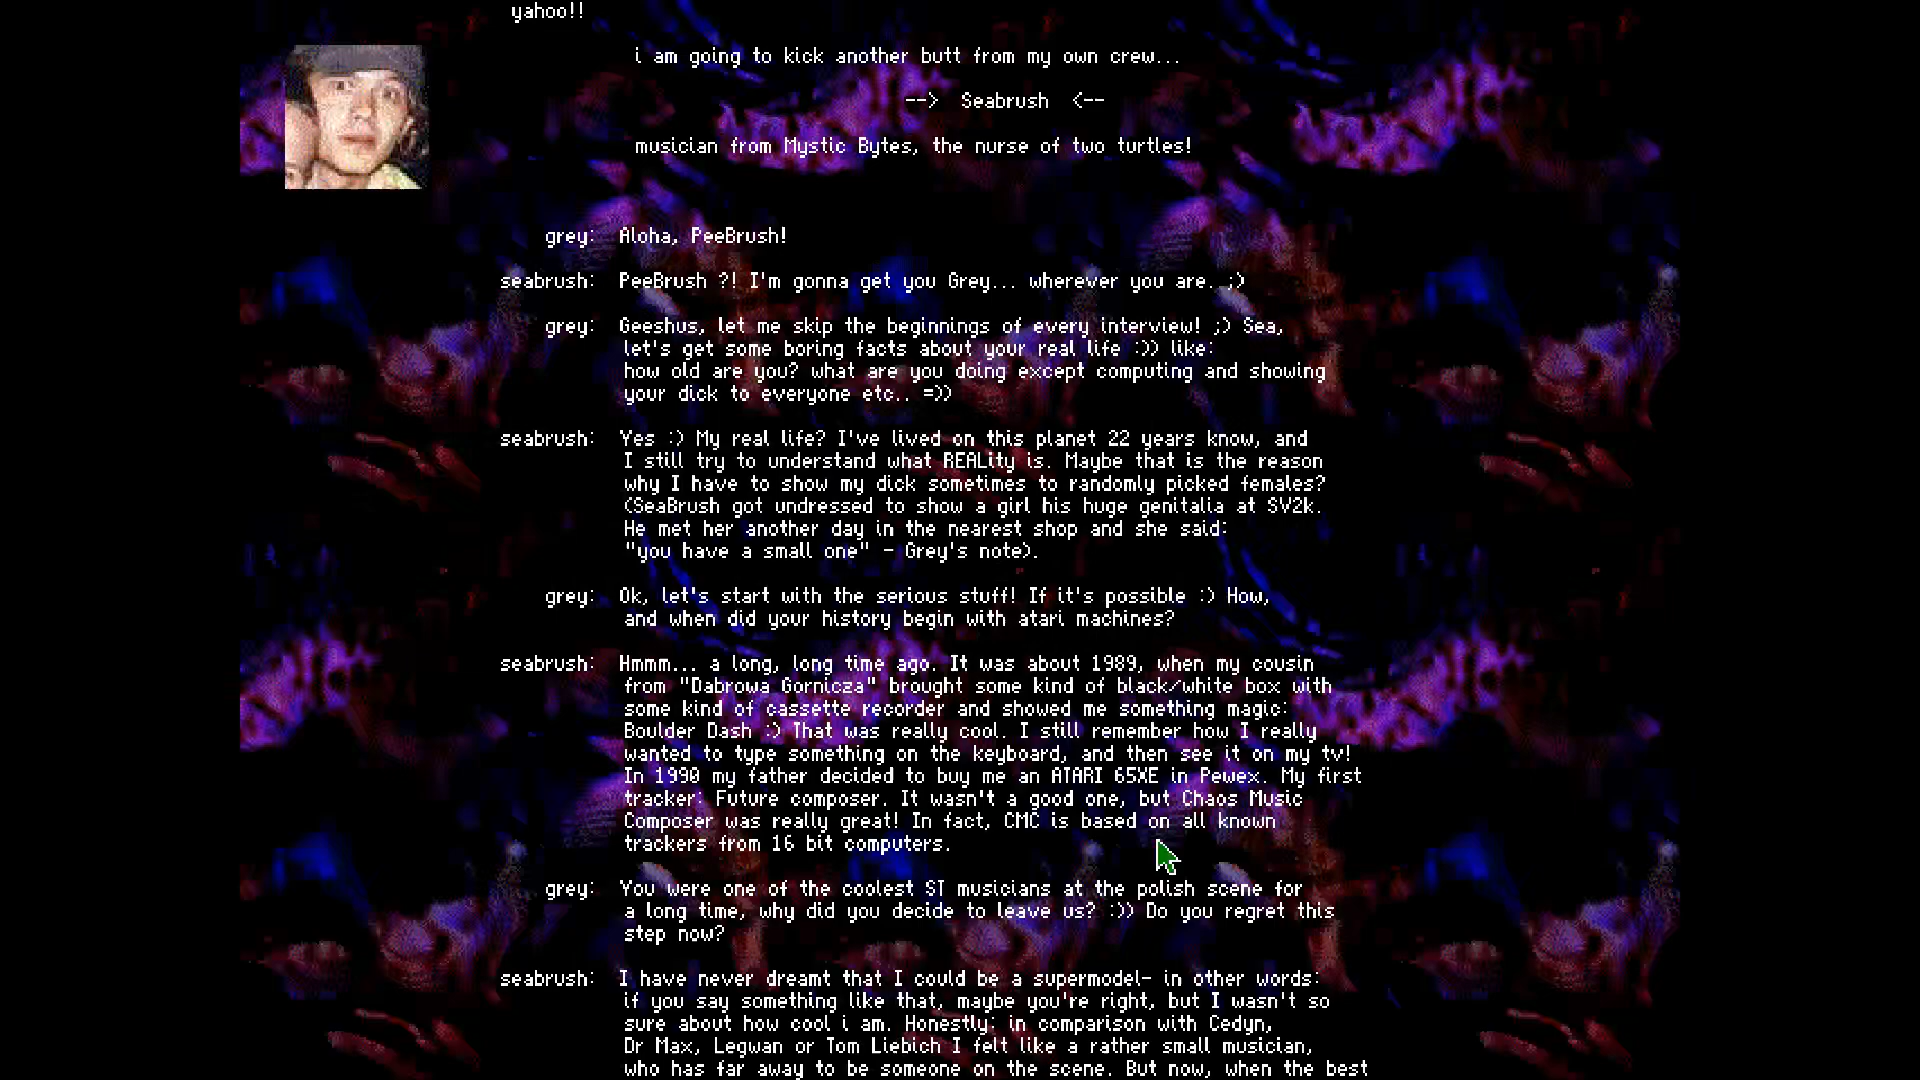 yahoo!!
i am going to kick another butt from my own crew...
--> Seabrush <--
musician from Mystic Bytes, the nurse of two turtles!
grey: Aloha, PeeBrush!
seabrush: PeeBrush ?! I'm gonna get you Grey... wherever you are. ;)
grey: Geeshus, let me skip the beginnings of every interview! ;) Sea,
let's get some boring facts about your real life :)) like:
how old are you? what are you doing except computing and showing
your dick to everyone etc.. =))
seabrush: Yes :) My real life? I've lived on this planet 22 years know, and
I still try to understand what REALity is. Maybe that is the reason
why I have to show my dick sometimes to randomly picked females?
(SeaBrush got undressed to show a girl his huge genitalia at SV2k.
He met her another day in the nearest shop and she said:
"you have a small one" - Grey's note).
grey: Ok, let's start with the serious stuff! If it's possible :) How,
and when did your history begin with atari machines?
seabrush: Hmmm... a long, long time ago. It was about 1989, when my cousin
from "Dabrowa Gornicza" brought some kind of black/white box with
some kind of cassette recorder and showed me something magic:
Boulder Dash :) That was really cool. I still remember how I really
wanted to type something on the keyboard, and then see it on my tv!
In 1990 my father decided to buy me an ATARI 65XE in Pewex. My first
tracker: Future composer. It wasn't a good one, but Chaos Music
Composer was really great! In fact, CMC is based on all known
trackers from 16 bit computers.
grey: You were one of the coolest ST musicians at the polish scene for
a long time, why did you decide to leave us? :)) Do you regret this
step now?
seabrush: I have never dreamt that I could be a supermodel- in other words:
if you say something like that, maybe you're right, but I wasn't so
sure about how cool i am. Honestly: in comparison with Cedyn,
Dr Max, Legwan or Tom Liebich I felt like a rather small musician,
who has far away to be someone on the scene. But now, when the best